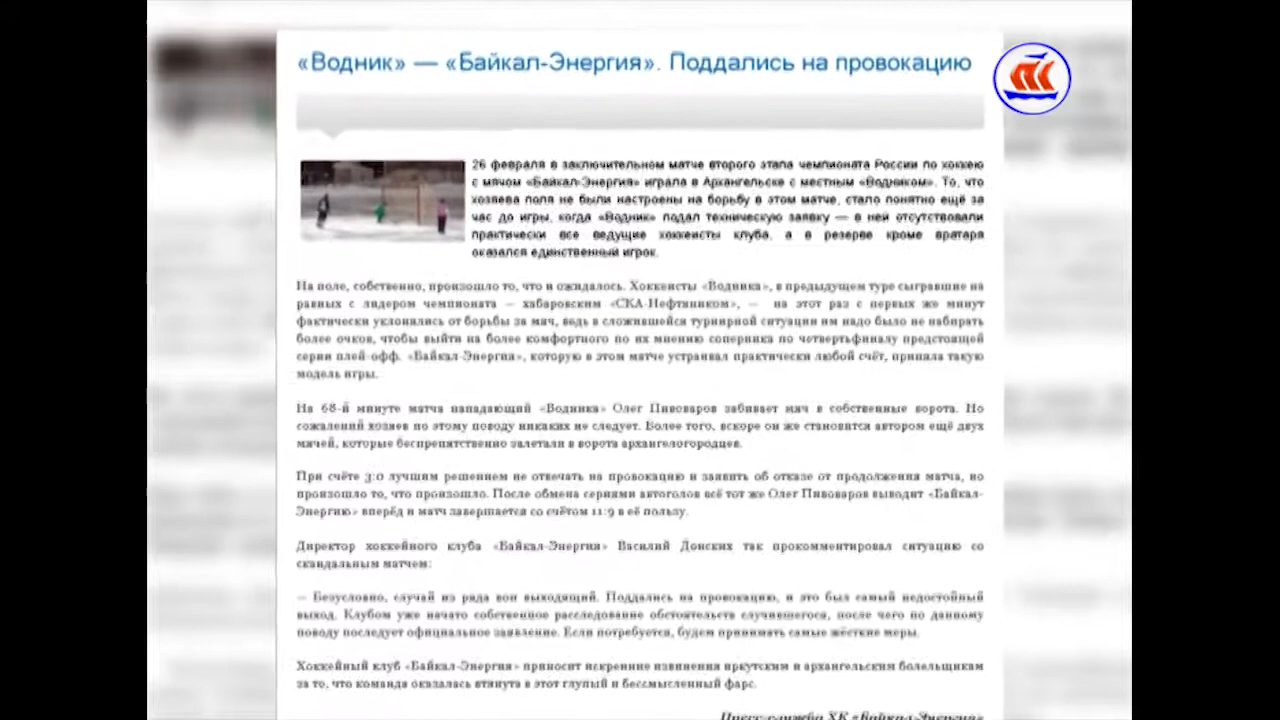 «Водник» — «Байкал-Энергия». Поддались на провокацию
26 февраля в заключительном матче второго этапа чемпионата России по хоккею
с мячом «Байкал-Энергия» играла в Архангельске с местным «Водником». То, что
хозяева поля не были настроены на борьбу в этом матче, стало понятно ещё за
час до игры, когда «Водник» подал техническую заявку — в ней отсутствовали
практически все ведущие хоккеисты клуба, а в резерве кроме вратаря
оказался единственный игрок.
На поле, собственно, произошло то, что и ожидалось. Хоккеисты «Водника», в предыдущем туре сыгравшие на
равных с лидером чемпионата – хабаровским «СКА-Нефтяником», – на этот раз с первых же минут
фактически уклонялись от борьбы за мяч, ведь в сложившейся турнирной ситуации им надо было не набирать
более очков, чтобы выйти на более комфортного по их мнению соперника по четвертьфиналу предстоящей
серии плей-офф. «Байкал-Энергия», которую в этом матче устраивал практически любой счёт, приняла такую
модель игры.
На 68-й минуте матча нападающий «Водника» Олег Пивоваров забивает мяч в собственные ворота. Но
сожалений хозяев по этому поводу никаких не следует. Более того, вскоре он же становится автором ещё двух
мячей, которые беспрепятственно залетали в ворота архангелогородцев.
При счёте 3:0 лучшим решением не отвечать на провокацию и заявить об отказе от продолжения матча, но
произошло то, что произошло. После обмена сериями автоголов всё тот же Олег Пивоваров выводит «Байкал-
Энергию» вперёд и матч завершается со счётом 11:9 в её пользу.
Директор хоккейного клуба «Байкал-Энергия» Василий Донских так прокомментировал ситуацию со
скандальным матчем:
– Безусловно, случай из ряда вон выходящий. Поддались на провокацию, и это был самый недостойный
выход. Клубом уже начато собственное расследование обстоятельств случившегося, после чего по данному
поводу последует официальное заявление. Если потребуется, будем принимать самые жёсткие меры.
Хоккейный клуб «Байкал-Энергия» приносит искренние извинения иркутским и архангельским болельщикам
за то, что команда оказалась втянута в этот глупый и бессмысленный фарс.
Пресс-служба ХК «Байкал-Энергия»